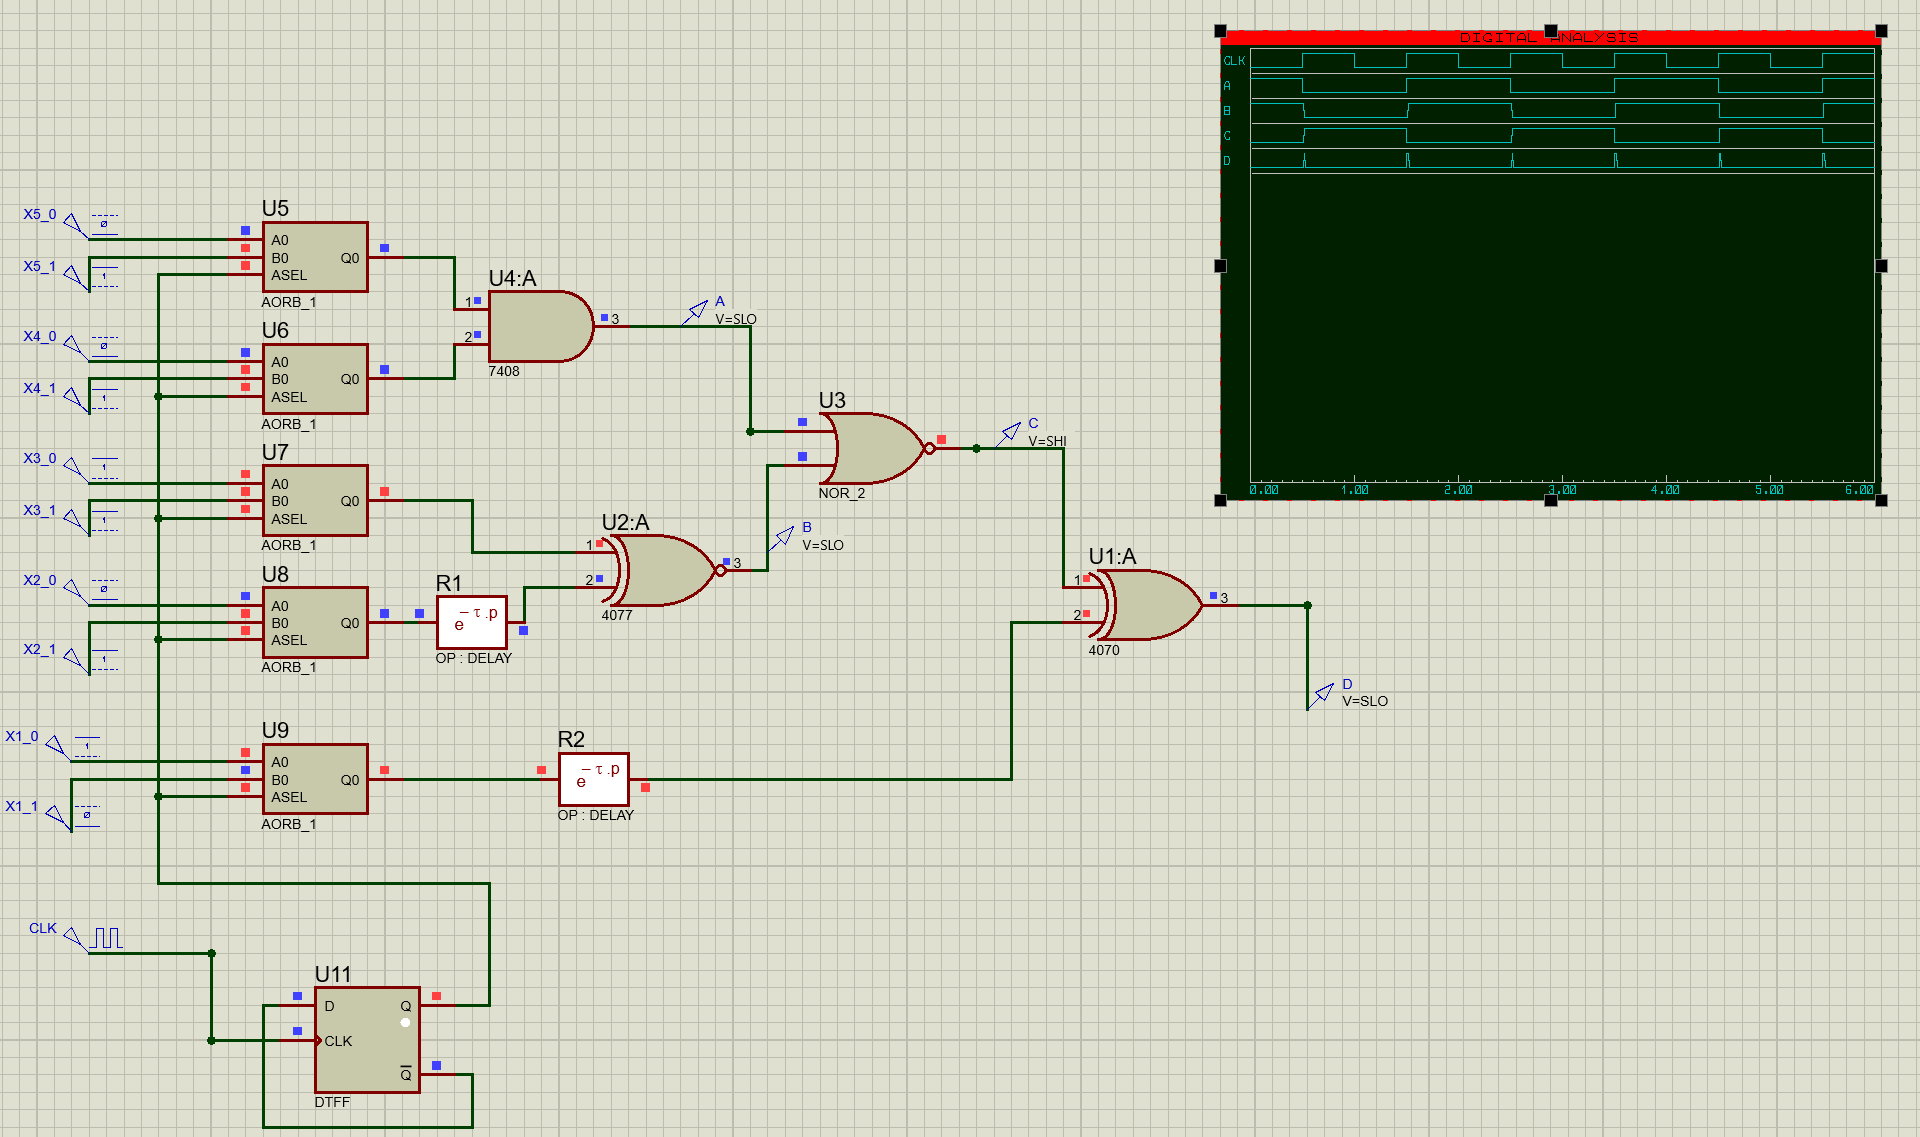 DIGITAL ANALYSIS
CLK
A
B
C
D
0.00 1.00 2.00 3.00 4.00 5.00 6.00
X5_0
0
X5_1
1
U5
A0
B0
ASEL
Q0
AORB_1
X4_0
0
X4_1
1
U6
A0
B0
ASEL
Q0
AORB_1
X3_0
1
X3_1
1
U7
A0
B0
ASEL
Q0
AORB_1
X2_0
0
X2_1
1
U8
A0
B0
ASEL
Q0
AORB_1
X1_0
1
X1_1
0
U9
A0
B0
ASEL
Q0
AORB_1
U4:A
1
2
3
7408
A
V=SLO
U3
NOR_2
C
V=SHI
U2:A
1
2
3
4077
B
V=SLO
R1
e −τ.p
OP : DELAY
R2
e −τ.p
OP : DELAY
U1:A
1
2
3
4070
D
V=SLO
CLK
U11
D
Q
CLK
Q̅
DTFF